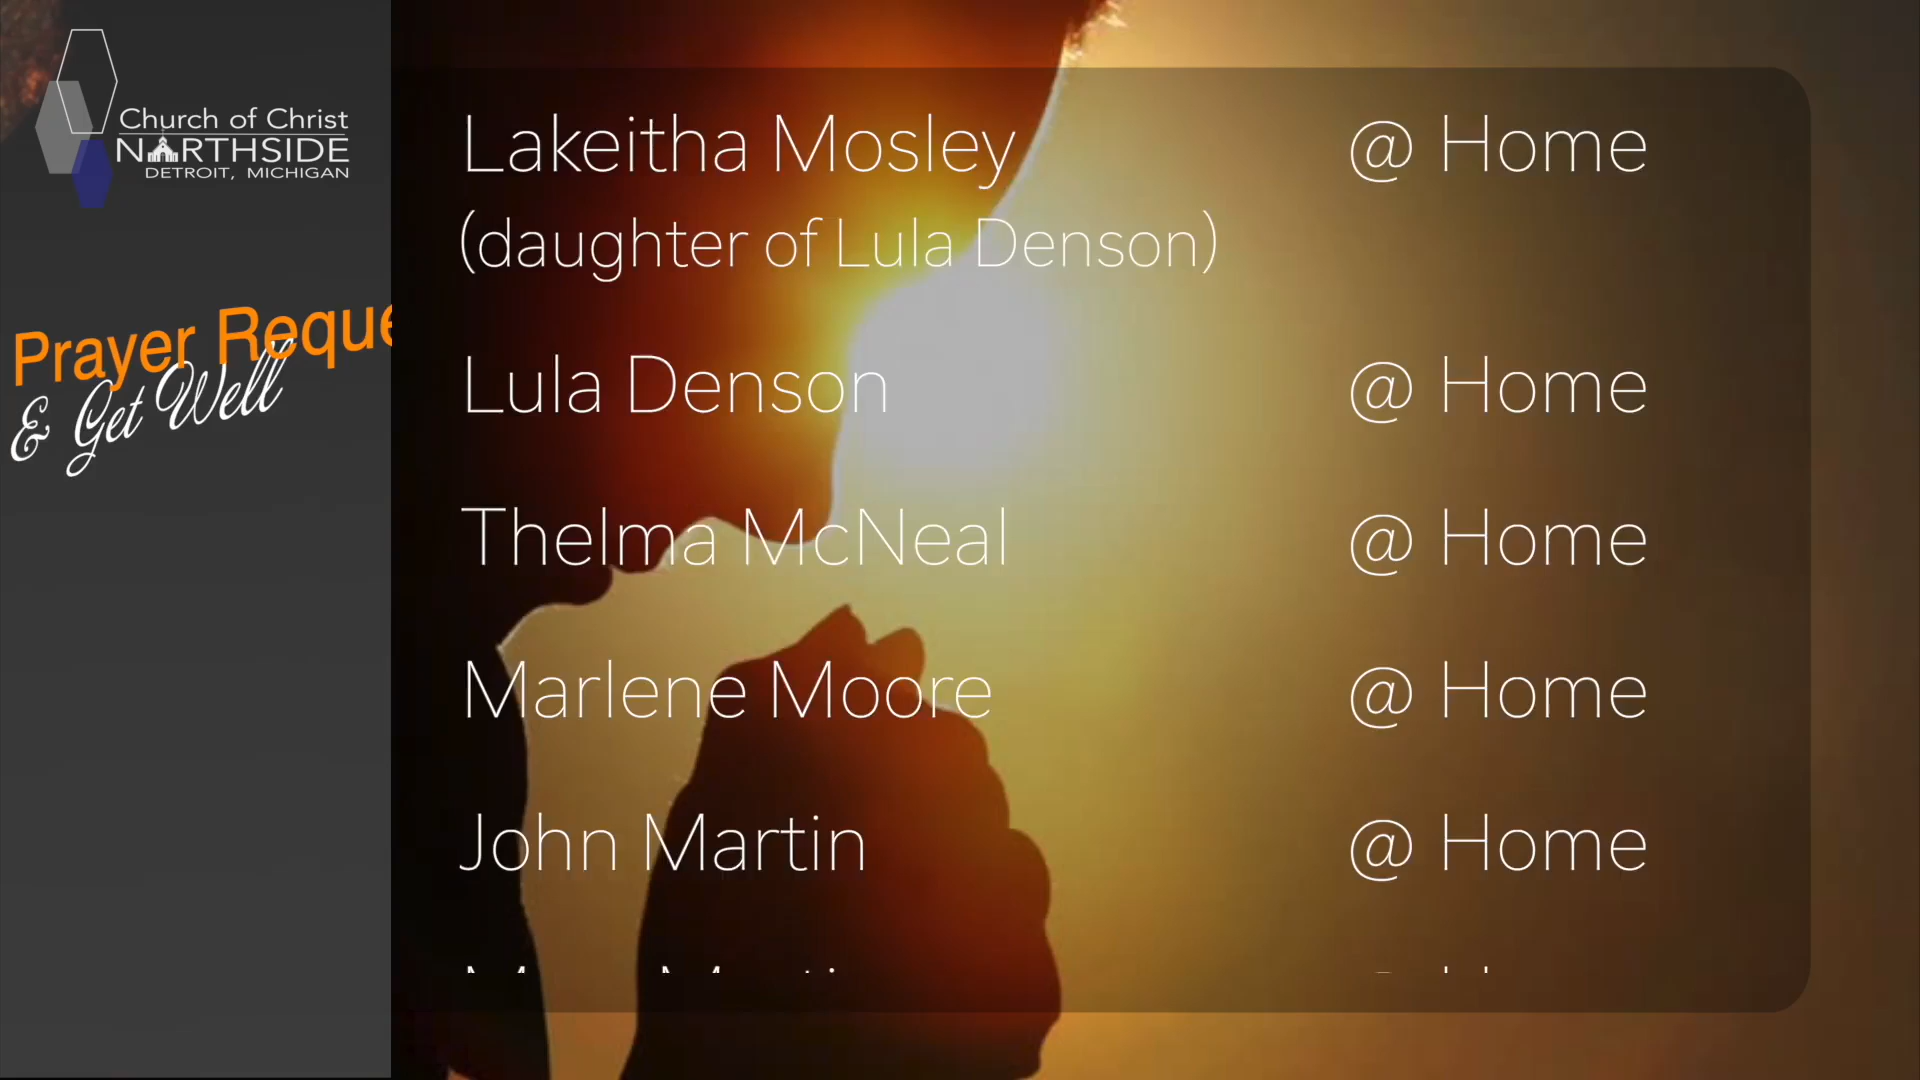 Church of Christ
NORTHSIDE
DETROIT, MICHIGAN
Prayer Reque
& Get Well
Lakeitha Mosley @ Home
(daughter of Lula Denson)
Lula Denson @ Home
Thelma McNeal @ Home
Marlene Moore @ Home
John Martin @ Home